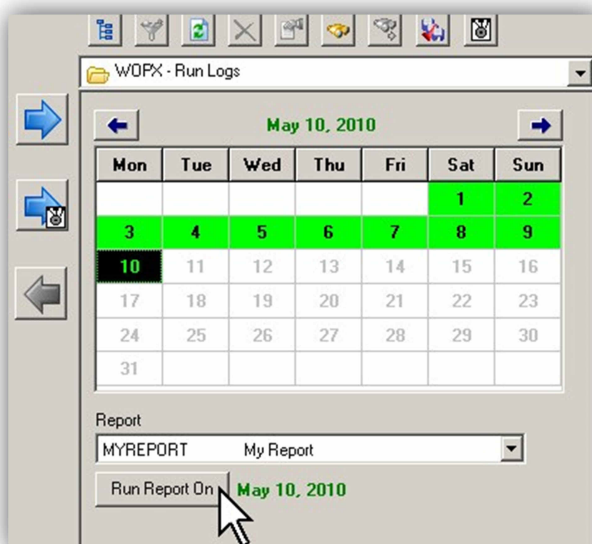 WOPX - Run Logs
May 10, 2010
Mon Tue Wed Thu Fri Sat Sun
1 2
3 4 5 6 7 8 9
10 11 12 13 14 15 16
17 18 19 20 21 22 23
24 25 26 27 28 29 30
31
Report
MYREPORT My Report
Run Report On May 10, 2010